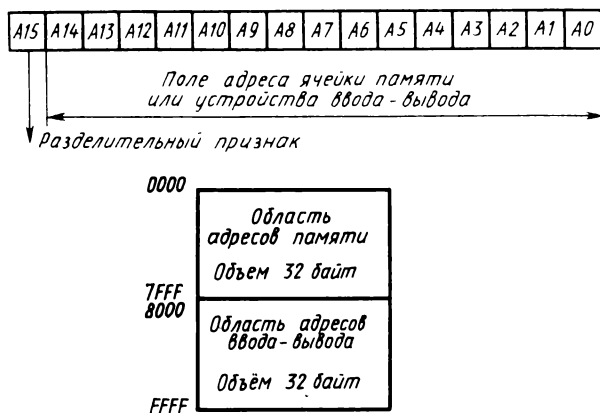 A15 A14 A13 A12 A11 A10 A9 A8 A7 A6 A5 A4 A3 A2 A1 A0
Поле адреса ячейки памяти
или устройства ввода-вывода
Разделительный признак
0000
Область
адресов памяти
Объем 32 байт
7FFF
8000
Область адресов
ввода-вывода
Объём 32 байт
FFFF